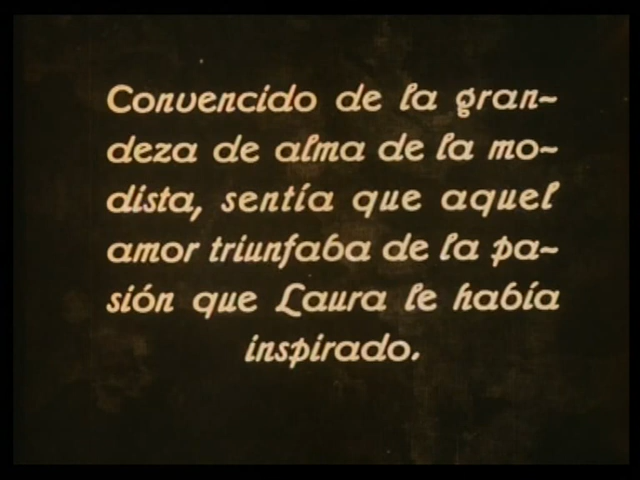 Convencido de la gran~
deza de alma de la mo~
dista, sentía que aquel
amor triunfaba de la pa~
sión que Laura le había
inspirado.